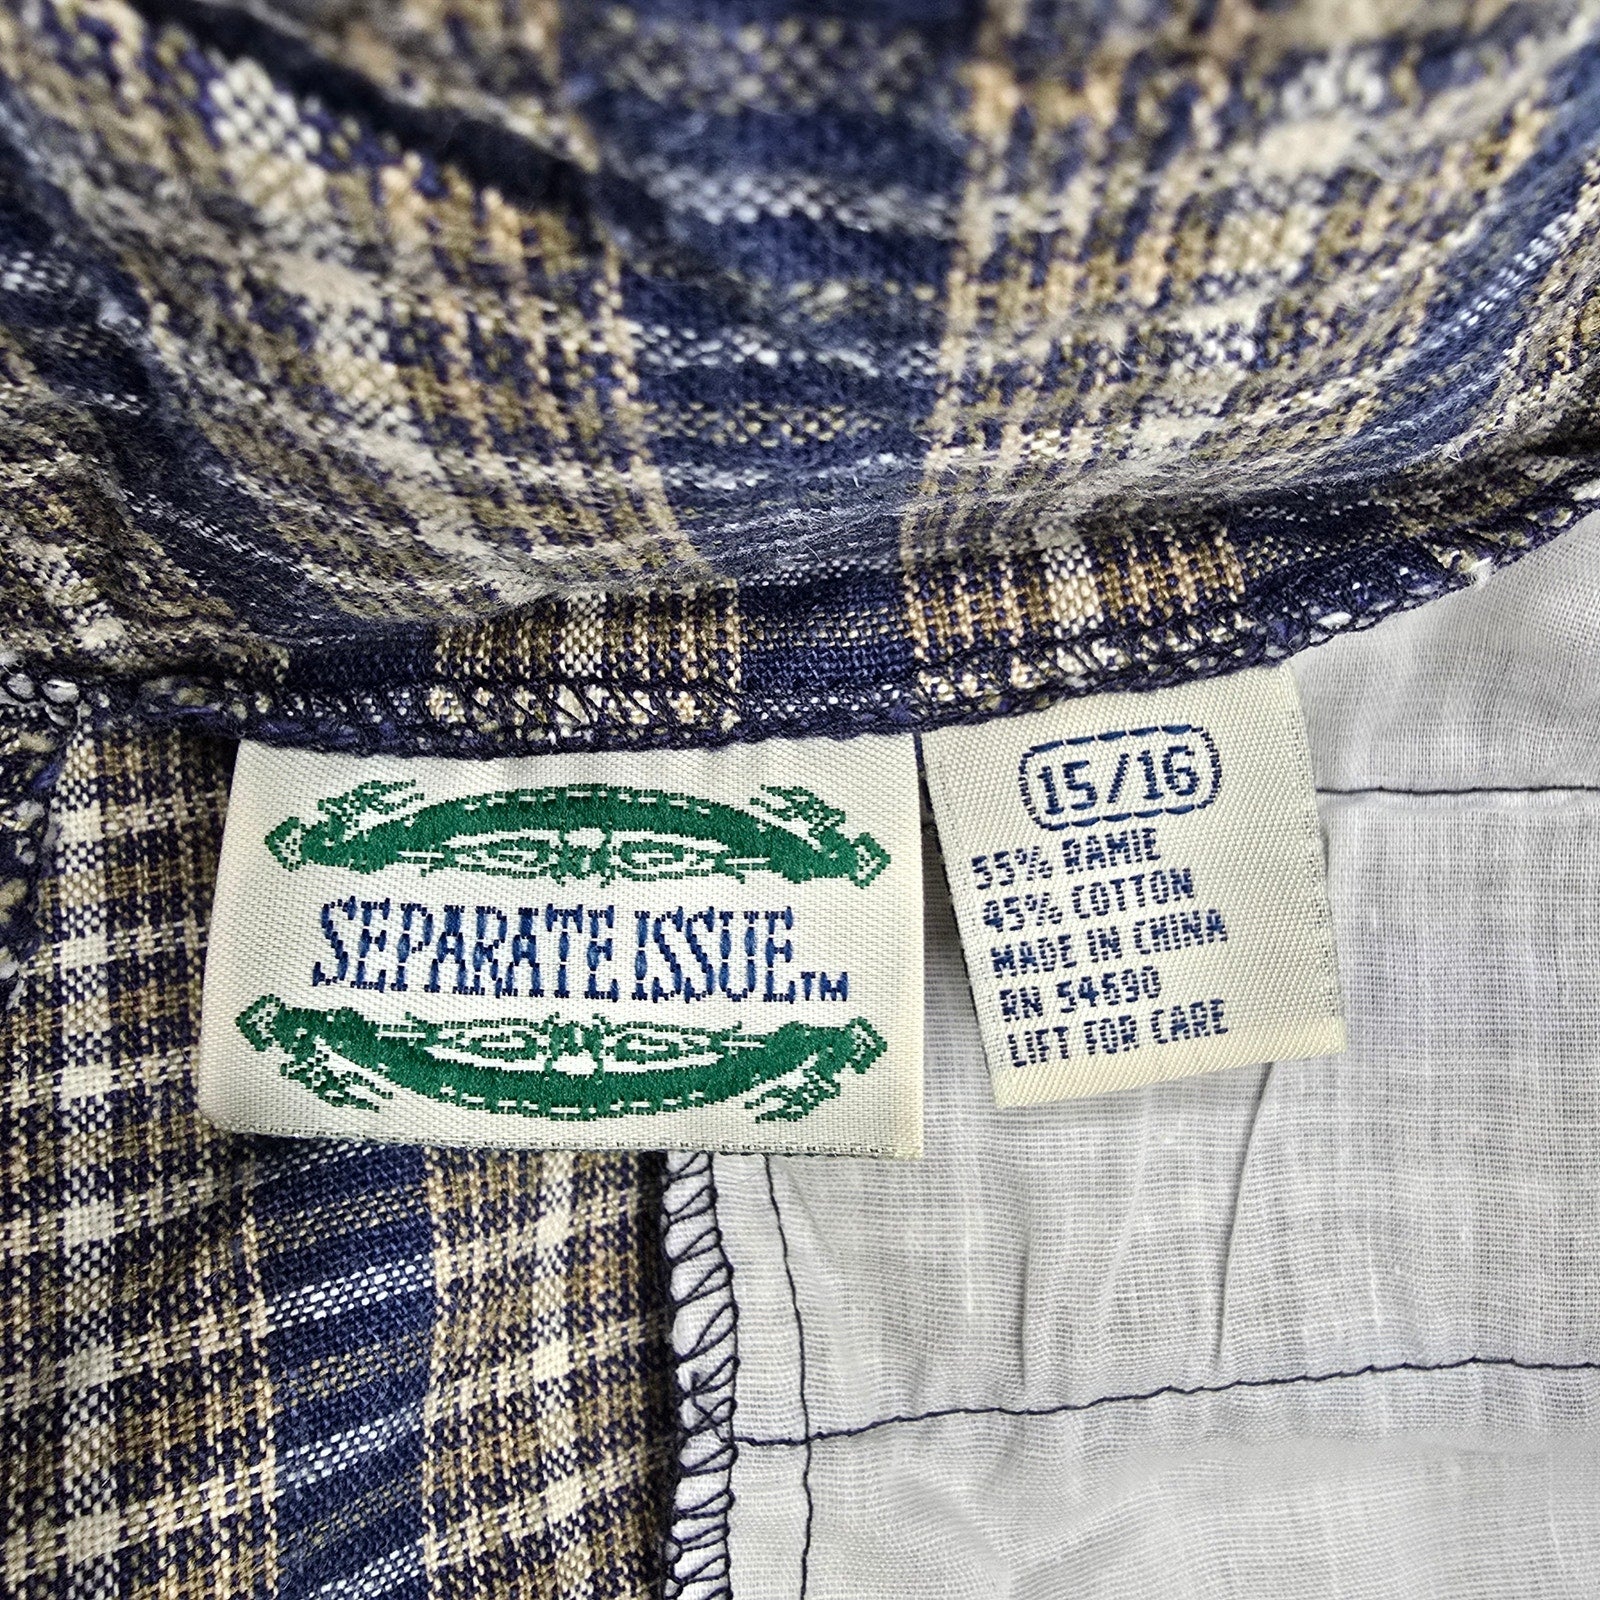 SEPARATE ISSUE™
15/16
55% RAMIE
45% COTTON
MADE IN CHINA
RN 54690
LIFT FOR CARE